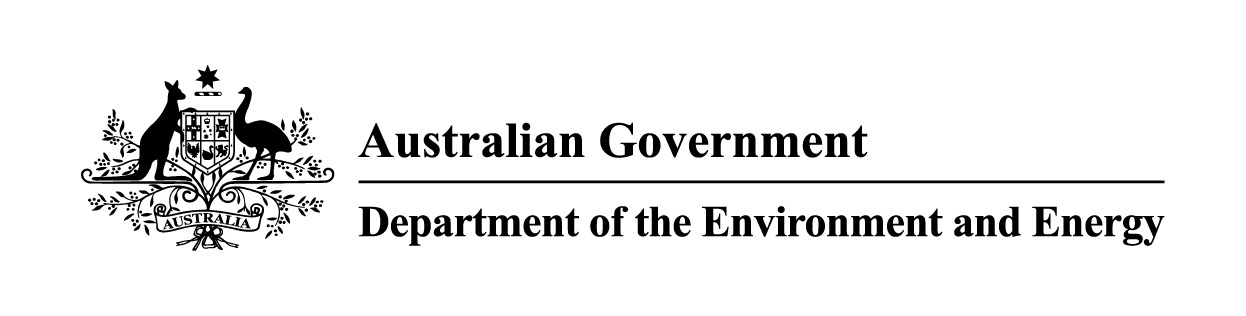 Australian Government
Department of the Environment and Energy
AUSTRALIA